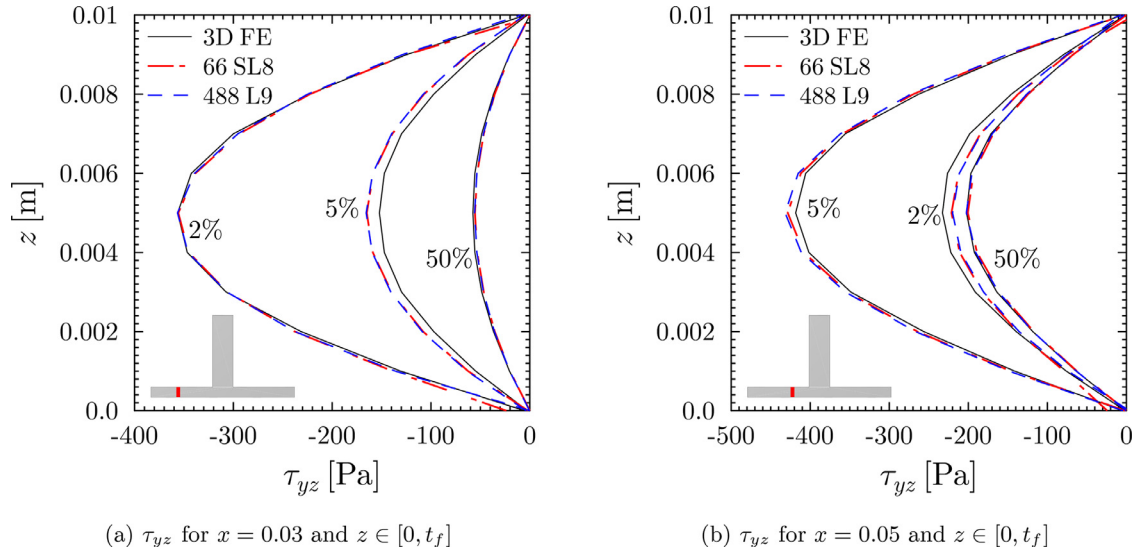 0.01
0.008
0.006
0.004
0.002
0.0
z [m]
3D FE
66 SL8
488 L9
2%
5%
50%
-400
-300
-200
-100
0
τyz [Pa]
(a) τyz for x = 0.03 and z ∈ [0, tf]
0.01
0.008
0.006
0.004
0.002
0.0
z [m]
3D FE
66 SL8
488 L9
5%
2%
50%
-500
-400
-300
-200
-100
0
τyz [Pa]
(b) τyz for x = 0.05 and z ∈ [0, tf]